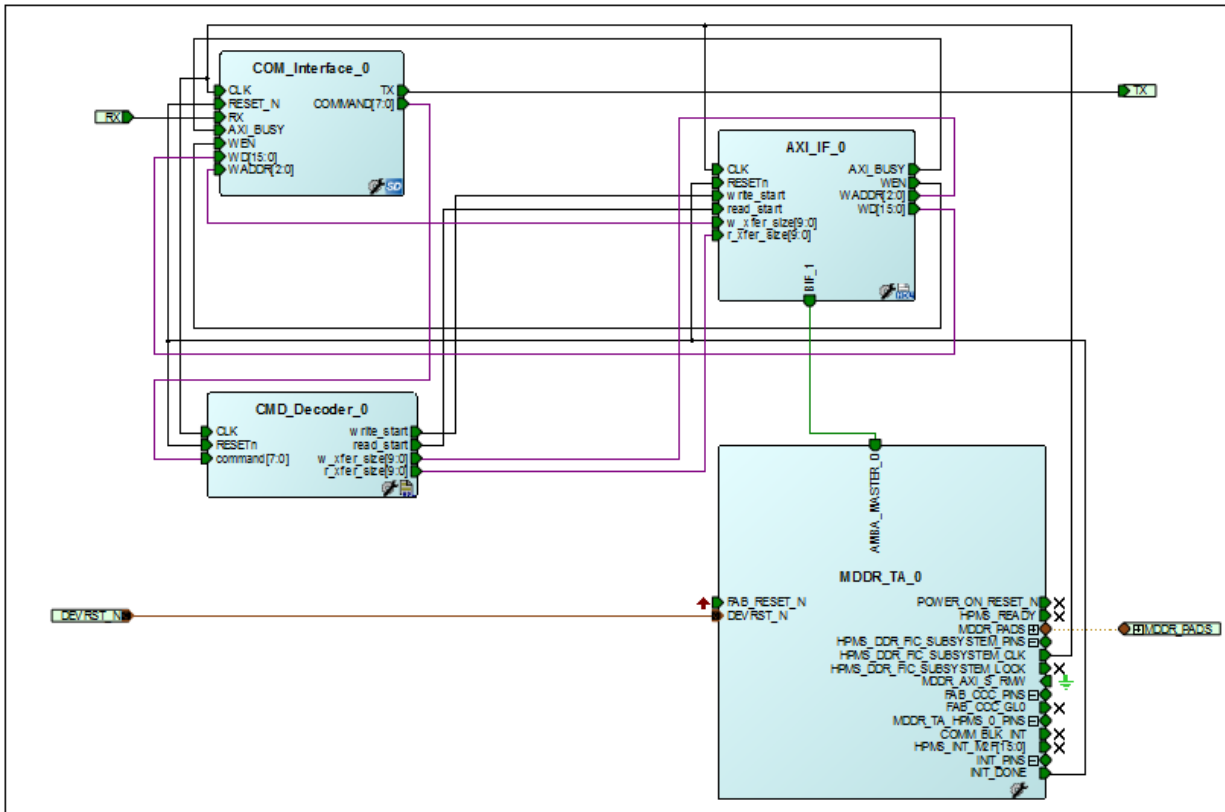 COM_Interface_0
CLK
RESET_N
RX
AXI_BUSY
WEN
WD[15:0]
WADDR[2:0]
TX
COMMAND[7:0]
SD
RX
TX
AXI_IF_0
CLK
RESETn
write_start
read_start
w_xfer_size[9:0]
r_xfer_size[9:0]
AXI_BUSY
WEN
WADDR[2:0]
WD[15:0]
BIF_1
HDL
CMD_Decoder_0
CLK
RESETn
command[7:0]
write_start
read_start
w_xfer_size[9:0]
r_xfer_size[9:0]
AMBA_MASTER_0
MDDR_TA_0
DEVRST_N
FAB_RESET_N
DEVRST_N
POWER_ON_RESET_N
HPMS_READY
MDDR_PADS
HPMS_DDR_FIC_SUBSYSTEM_PINS
HPMS_DDR_FIC_SUBSYSTEM_CLK
HPMS_DDR_FIC_SUBSYSTEM_LOCK
MDDR_AXI_S_RMW
FAB_CCC_PINS
FAB_CCC_GL0
MDDR_TA_HPMS_0_PINS
COMM_BLK_INT
HPMS_INT_M2F[15:0]
INIT_PINS
INIT_DONE
MDDR_PADS